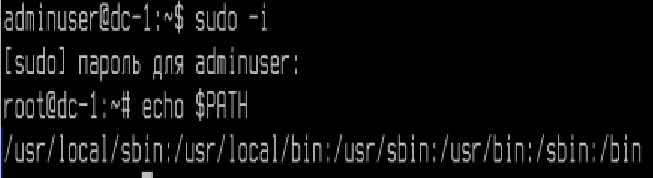 adminuser@dc-1:~$ sudo -i
[sudo] пароль для adminuser:
root@dc-1:~# echo $PATH
/usr/local/sbin:/usr/local/bin:/usr/sbin:/usr/bin:/sbin:/bin